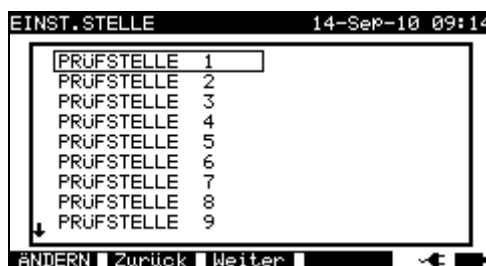 EINST.STELLE 14-Sep-10 09:14
PRÜFSTELLE 1
PRÜFSTELLE 2
PRÜFSTELLE 3
PRÜFSTELLE 4
PRÜFSTELLE 5
PRÜFSTELLE 6
PRÜFSTELLE 7
PRÜFSTELLE 8
PRÜFSTELLE 9
ÄNDERN Zurück Weiter